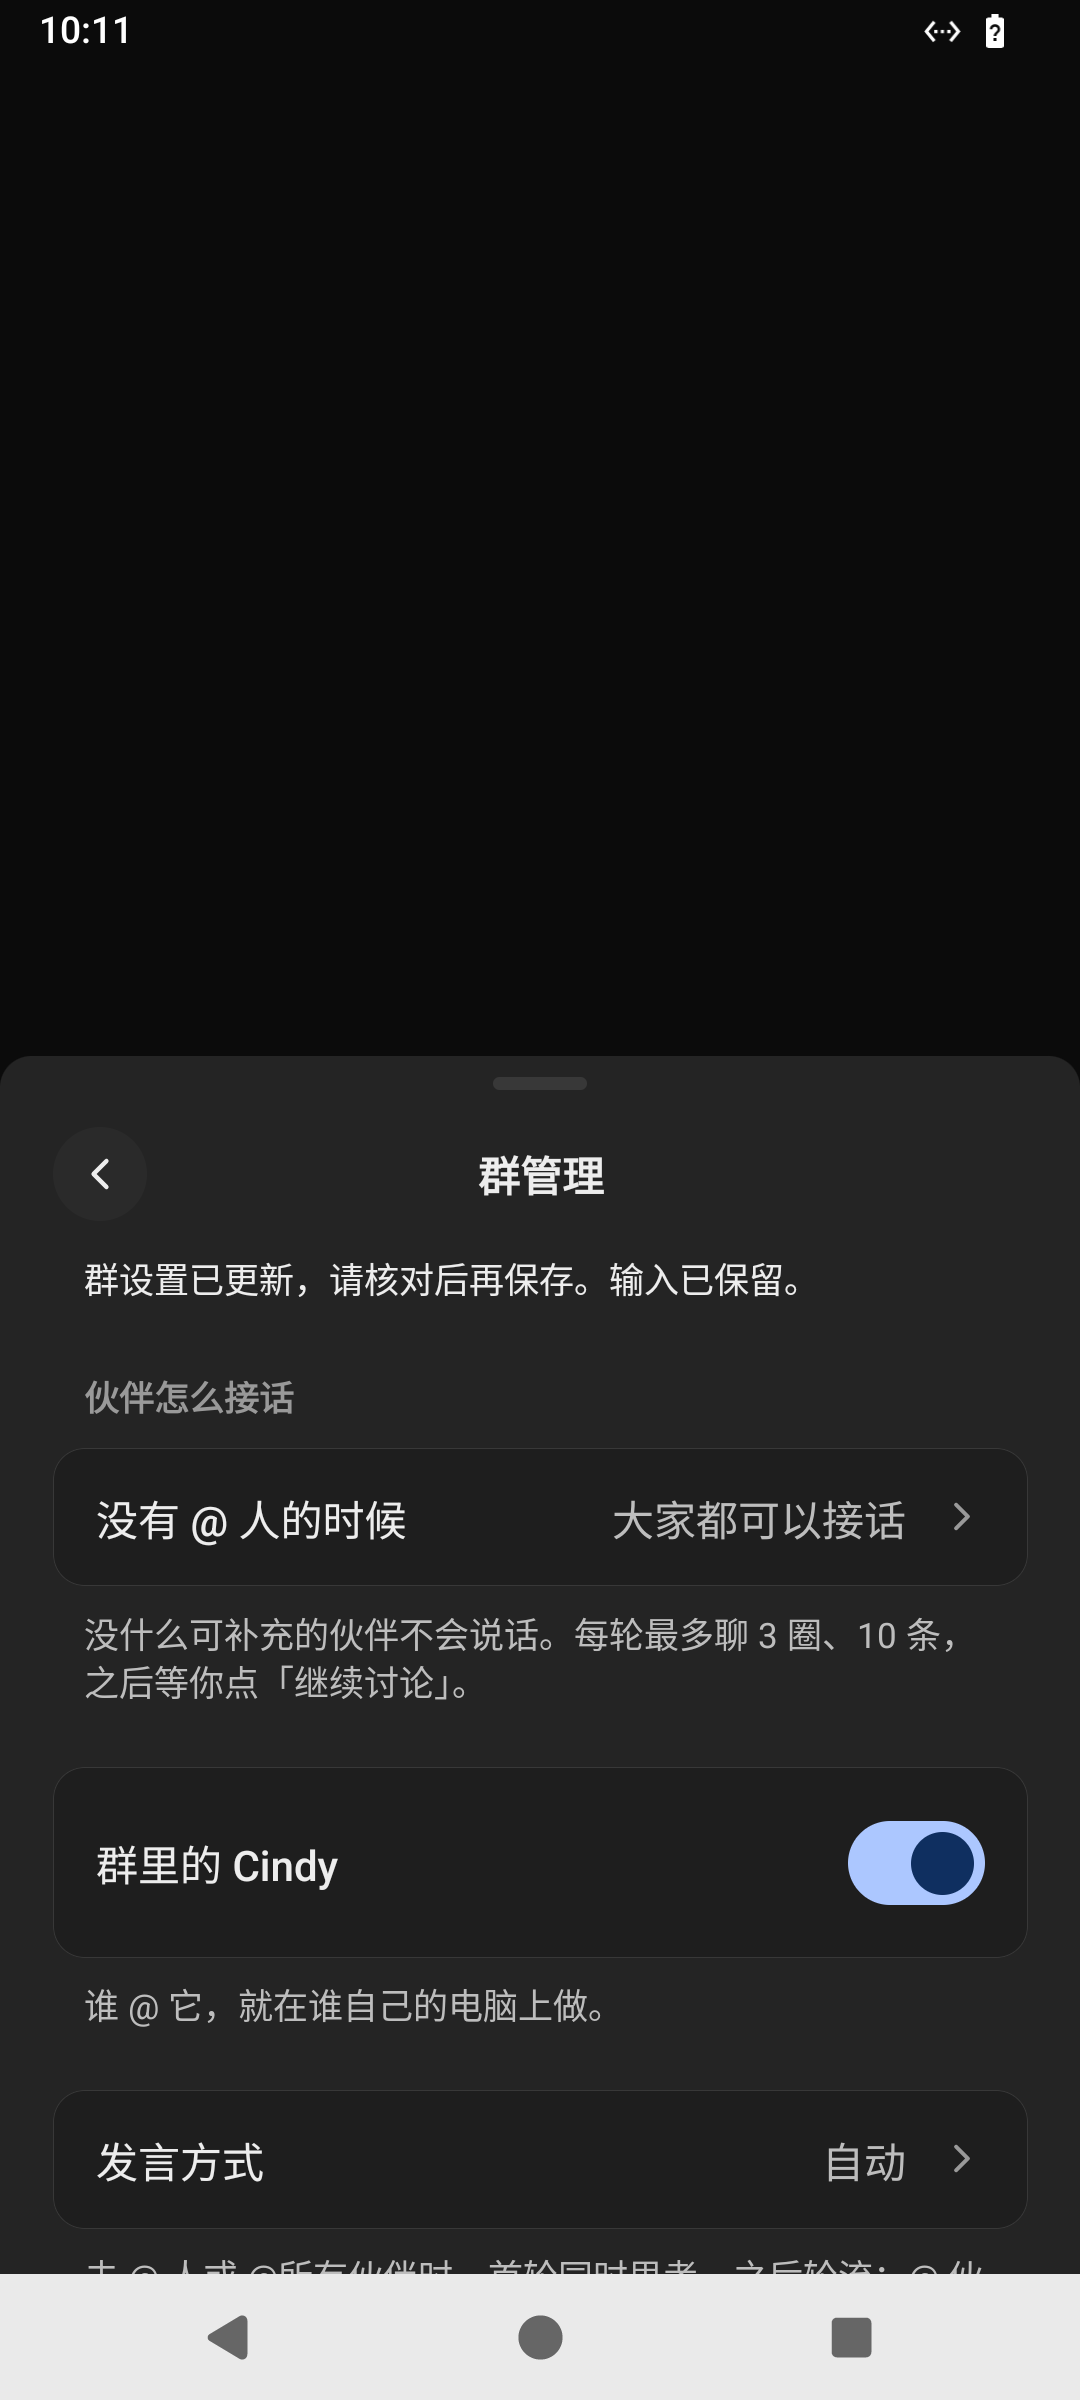 10:11
群管理
群设置已更新，请核对后再保存。输入已保留。
伙伴怎么接话
没有 @ 人的时候 大家都可以接话
没什么可补充的伙伴不会说话。每轮最多聊 3 圈、10 条，
之后等你点「继续讨论」。
群里的 Cindy
谁 @ 它，就在谁自己的电脑上做。
发言方式 自动